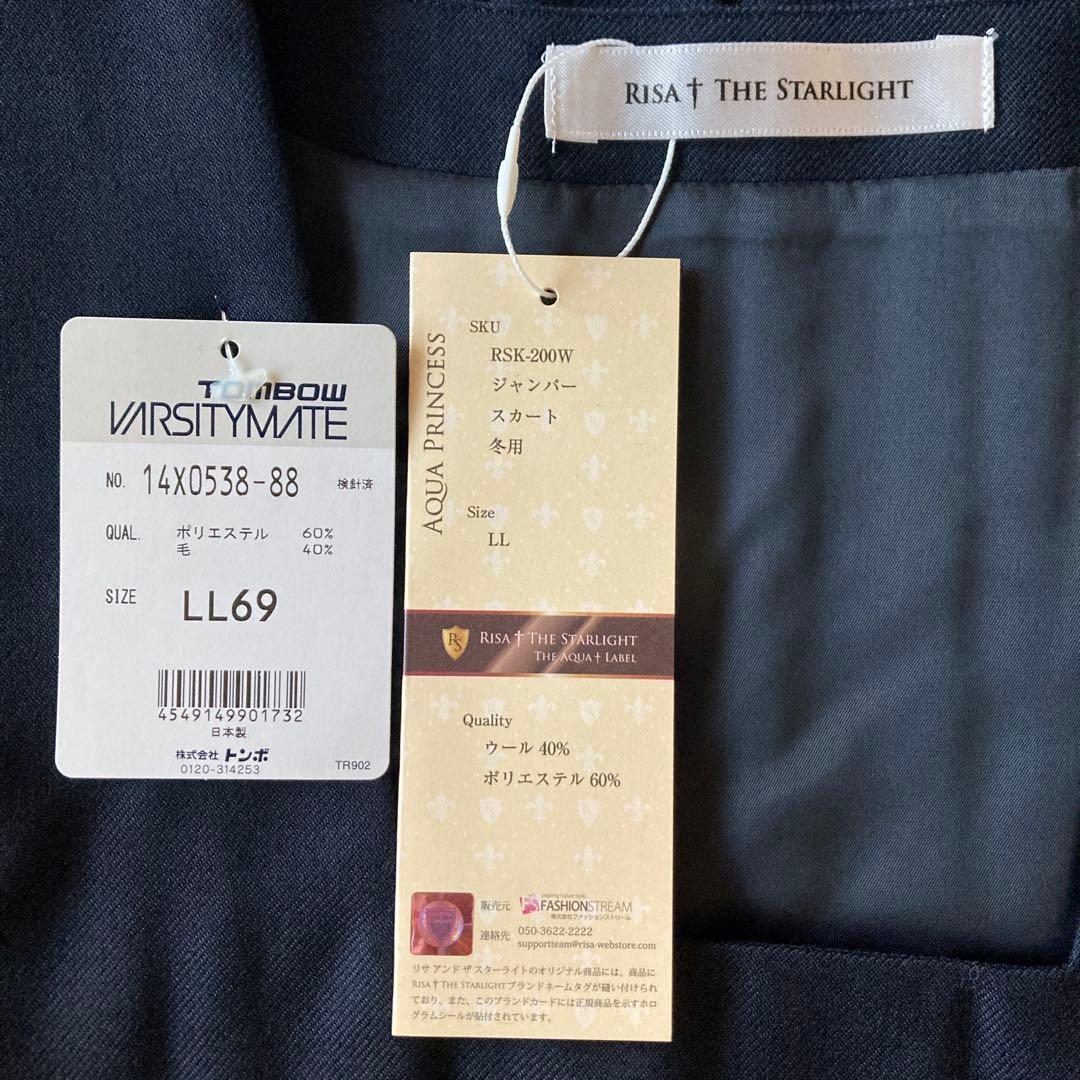 RISA † THE STARLIGHT
TOMBOW
VARSITYMATE
NO. 14X0538-88 検針済
QUAL. ポリエステル 60%
毛 40%
SIZE LL69
4549149901732
日本製
株式会社 トンボ
0120-314253 TR902
AQUA PRINCESS
SKU
RSK-200W
ジャンパー
スカート
冬用
Size
LL
RS RISA † THE STARLIGHT
THE AQUA † LABEL
Quality
ウール 40%
ポリエステル 60%
販売元 Creating Future Style.
FS FASHIONSTREAM
株式会社ファッションストリーム
連絡先 050-3622-2222
supportteam@risa-webstore.com
リサ アンド ザ スターライトのオリジナル商品には、商品に
RISA † THE STARLIGHTブランドネームタグが縫い付けられ
ており、また、このブランドカードには正規商品を示すホロ
グラムシールが貼付されています。